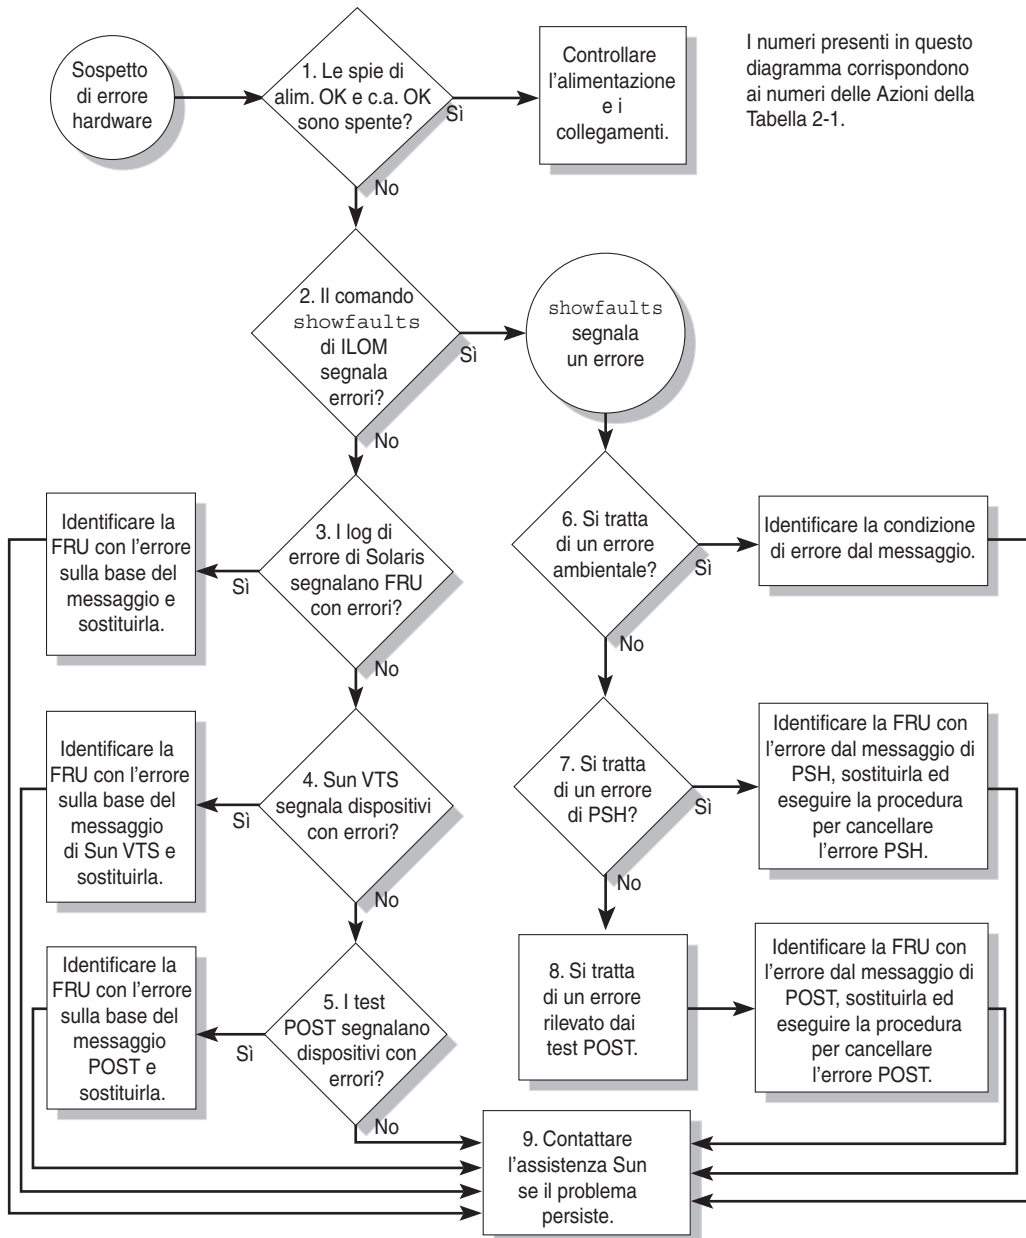 Sospetto
di errore
hardware
1. Le spie di
alim. OK e c.a. OK
sono spente?
Sì
Controllare
l'alimentazione
e i
collegamenti.
I numeri presenti in questo
diagramma corrispondono
ai numeri delle Azioni della
Tabella 2-1.
No
2. Il comando
showfaults
di ILOM
segnala
errori?
Sì
showfaults
segnala
un errore
No
3. I log di
errore di Solaris
segnalano FRU
con errori?
Sì
Identificare la
FRU con l'errore
sulla base del
messaggio e
sostituirla.
6. Si tratta
di un errore
ambientale?
Sì
Identificare la condizione
di errore dal messaggio.
No
No
4. Sun VTS
segnala dispositivi
con errori?
Sì
Identificare la
FRU con l'errore
sulla base del
messaggio
di Sun VTS e
sostituirla.
7. Si tratta
di un errore
di PSH?
Sì
Identificare la FRU con
l'errore dal messaggio di
PSH, sostituirla ed
eseguire la procedura
per cancellare
l'errore PSH.
No
No
5. I test
POST segnalano
dispositivi con
errori?
Sì
Identificare la
FRU con l'errore
sulla base del
messaggio
POST e
sostituirla.
8. Si tratta
di un errore
rilevato dai
test POST.
Identificare la FRU con
l'errore dal messaggio di
POST, sostituirla ed
eseguire la procedura
per cancellare
l'errore POST.
No
9. Contattare
l'assistenza Sun
se il problema
persiste.